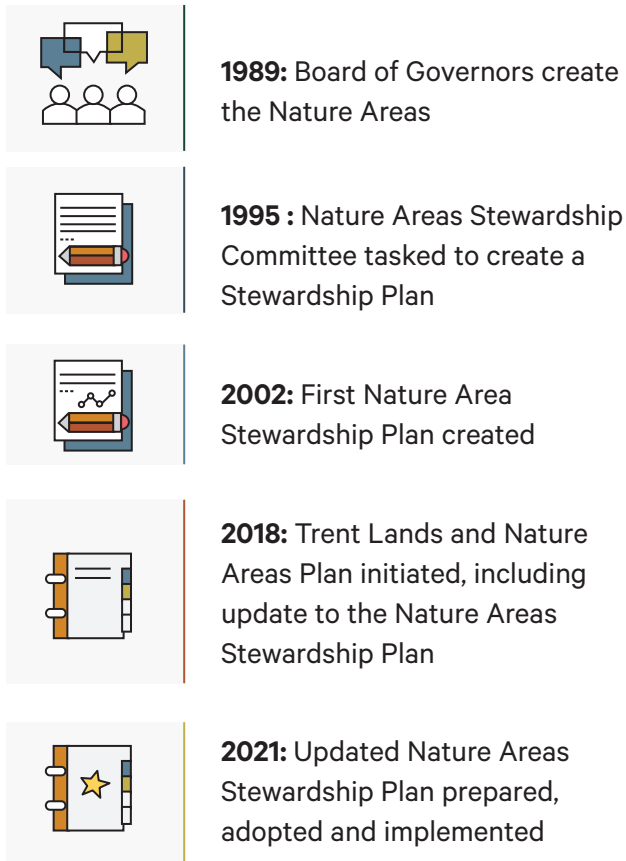 1989: Board of Governors create
the Nature Areas
1995 : Nature Areas Stewardship
Committee tasked to create a
Stewardship Plan
2002: First Nature Area
Stewardship Plan created
2018: Trent Lands and Nature
Areas Plan initiated, including
update to the Nature Areas
Stewardship Plan
2021: Updated Nature Areas
Stewardship Plan prepared,
adopted and implemented